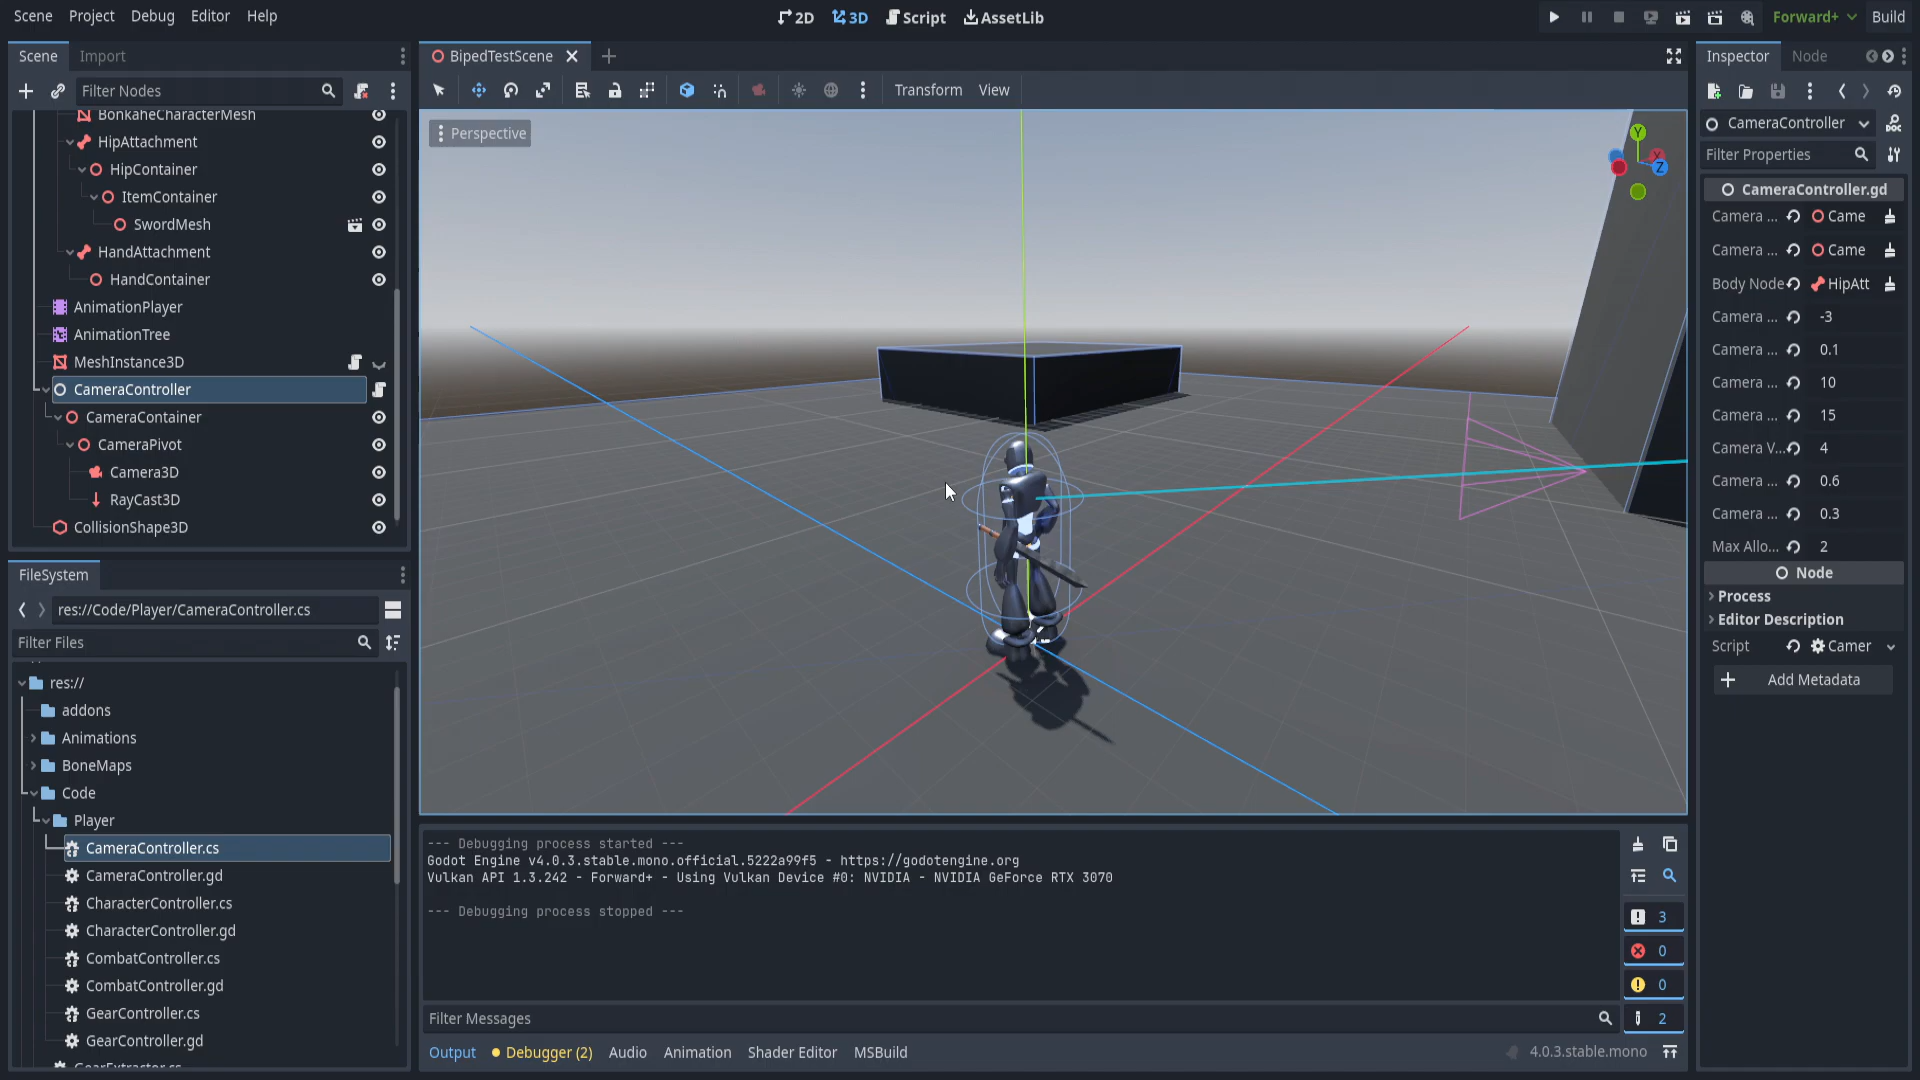 Scene Project Debug Editor Help
2D 3D Script AssetLib
Forward+ Build
Scene Import
Filter Nodes
BonkaheCharacterMesh
HipAttachment
HipContainer
ItemContainer
SwordMesh
HandAttachment
HandContainer
AnimationPlayer
AnimationTree
MeshInstance3D
CameraController
CameraContainer
CameraPivot
Camera3D
RayCast3D
CollisionShape3D
FileSystem
res://Code/Player/CameraController.cs
Filter Files
res://
addons
Animations
BoneMaps
Code
Player
CameraController.cs
CameraController.gd
CharacterController.cs
CharacterController.gd
CombatController.cs
CombatController.gd
GearController.cs
GearController.gd
GearExtractor.cs
BipedTestScene
Transform View
Perspective
Y
X
Z
--- Debugging process started ---
Godot Engine v4.0.3.stable.mono.official.5222a99f5 - https://godotengine.org
Vulkan API 1.3.242 - Forward+ - Using Vulkan Device #0: NVIDIA - NVIDIA GeForce RTX 3070
--- Debugging process stopped ---
3
0
0
2
Filter Messages
Output Debugger (2) Audio Animation Shader Editor MSBuild
4.0.3.stable.mono
Inspector Node
CameraController
Filter Properties
CameraController.gd
Camera ... Came
Camera ... Came
Body Node HipAtt
Camera ... -3
Camera ... 0.1
Camera ... 10
Camera ... 15
Camera V... 4
Camera ... 0.6
Camera ... 0.3
Max Allo... 2
Node
Process
Editor Description
Script Camer
Add Metadata